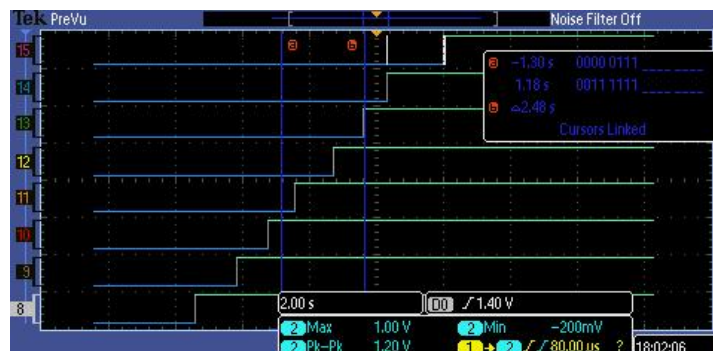 Tek PreVu Noise Filter Off
15 a b
a −1.30 s 0000 0111 _ _ _ _ _ _ _ _
14 1.18 s 0011 1111 _ _ _ _ _ _ _ _
b △2.48 s
13 Cursors Linked
12
11
10
9
8
2.00 s D0 ∕ 1.40 V
2 Max 1.00 V 2 Min −200mV
2 Pk-Pk 1.20 V 1 → 2 ∕ ∕ 80.00 us ? 18:02:06